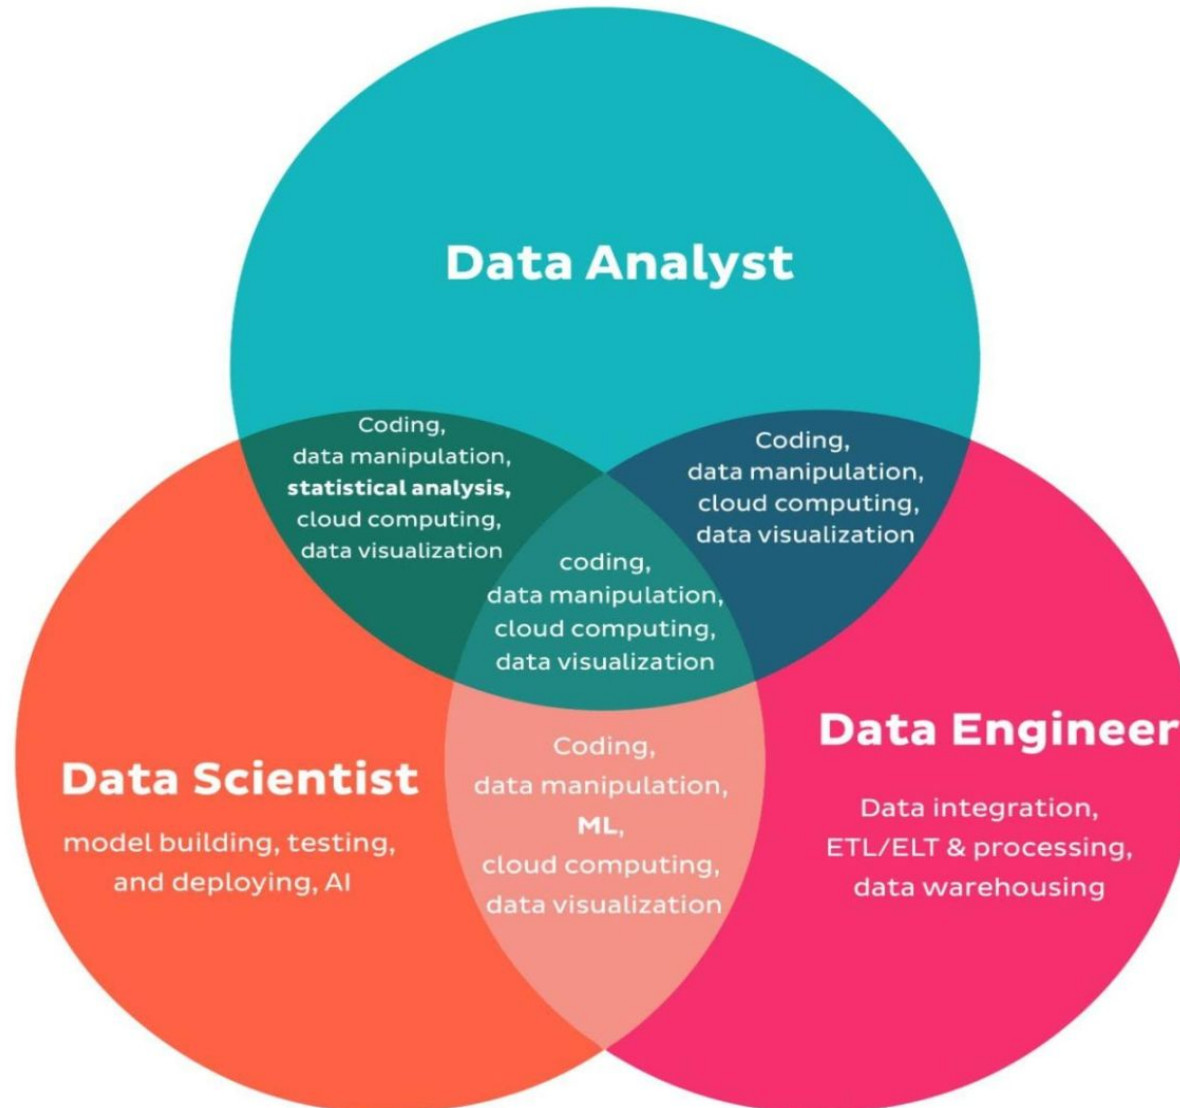 Data Analyst
Coding,
data manipulation,
statistical analysis,
cloud computing,
data visualization
Coding,
data manipulation,
cloud computing,
data visualization
coding,
data manipulation,
cloud computing,
data visualization
Data Scientist
model building, testing,
and deploying, AI
Coding,
data manipulation,
ML,
cloud computing,
data visualization
Data Engineer
Data integration,
ETL/ELT & processing,
data warehousing